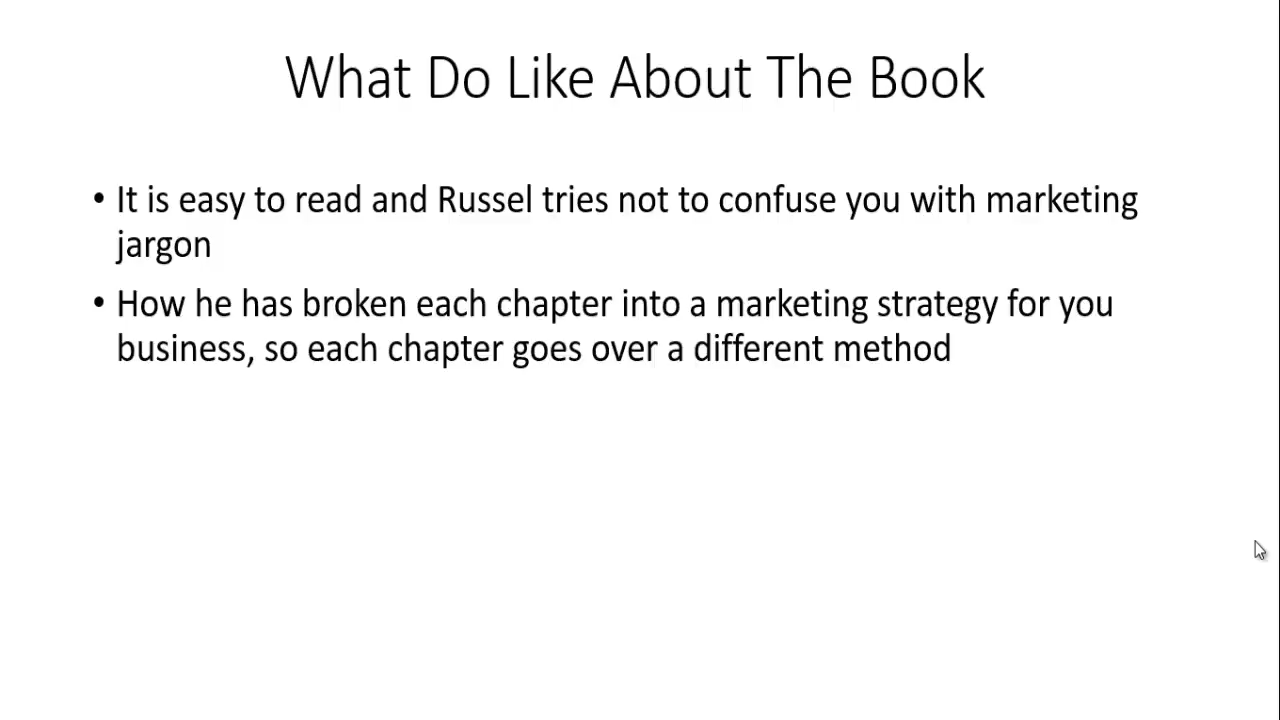 What Do Like About The Book
• It is easy to read and Russel tries not to confuse you with marketing
jargon
• How he has broken each chapter into a marketing strategy for you
business, so each chapter goes over a different method